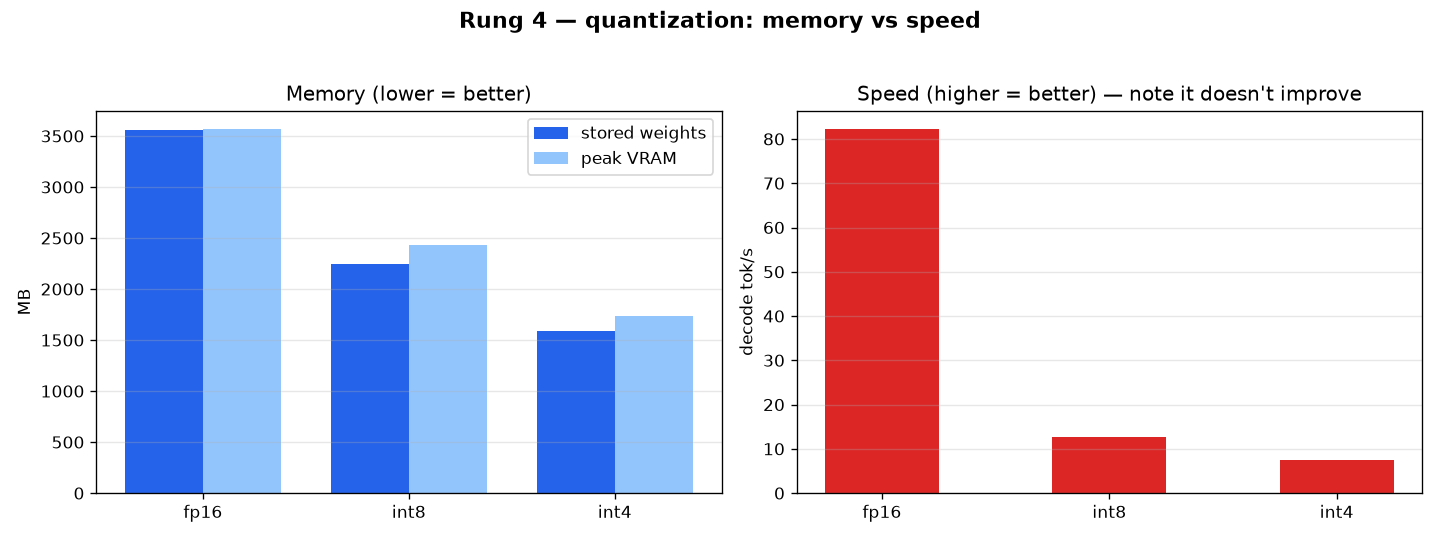 Rung 4 — quantization: memory vs speed
Memory (lower = better)
MB
3500
3000
2500
2000
1500
1000
500
0
stored weights
peak VRAM
fp16
int8
int4
Speed (higher = better) — note it doesn't improve
decode tok/s
80
70
60
50
40
30
20
10
0
fp16
int8
int4